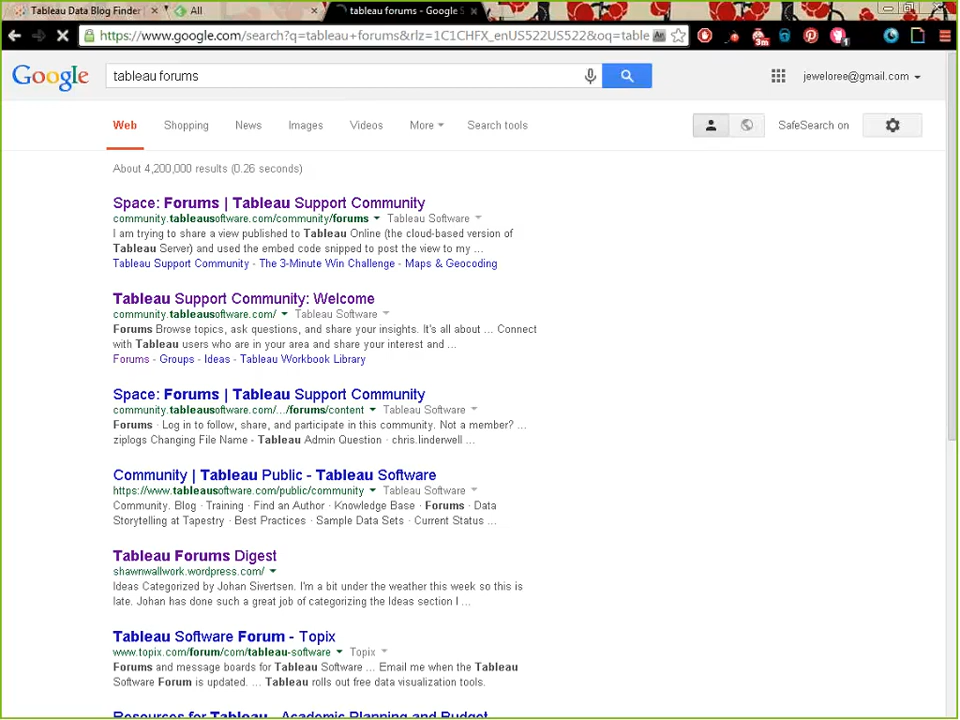 Tableau Data Blog Finder
All
tableau forums - Google S
https://www.google.com/search?q=tableau+forums&rlz=1C1CHFX_enUS522US522&oq=table
3m
1
Google
tableau forums
jeweloree@gmail.com
Web
Shopping
News
Images
Videos
More
Search tools
SafeSearch on
About 4,200,000 results (0.26 seconds)
Space: Forums | Tableau Support Community
community.tableausoftware.com/community/forums Tableau Software
I am trying to share a view published to Tableau Online (the cloud-based version of
Tableau Server) and used the embed code snipped to post the view to my ...
Tableau Support Community - The 3-Minute Win Challenge - Maps & Geocoding
Tableau Support Community: Welcome
community.tableausoftware.com/ Tableau Software
Forums Browse topics, ask questions, and share your insights. It's all about ... Connect
with Tableau users who are in your area and share your interest and ...
Forums - Groups - Ideas - Tableau Workbook Library
Space: Forums | Tableau Support Community
community.tableausoftware.com/.../forums/content Tableau Software
Forums · Log in to follow, share, and participate in this community. Not a member? ...
ziplogs Changing File Name - Tableau Admin Question · chris.linderwell ...
Community | Tableau Public - Tableau Software
https://www.tableausoftware.com/public/community Tableau Software
Community. Blog · Training · Find an Author · Knowledge Base · Forums · Data
Storytelling at Tapestry · Best Practices · Sample Data Sets · Current Status ...
Tableau Forums Digest
shawnwallwork.wordpress.com/
Ideas Categorized by Johan Sivertsen. I'm a bit under the weather this week so this is
late. Johan has done such a great job of categorizing the Ideas section I ...
Tableau Software Forum - Topix
www.topix.com/forum/com/tableau-software Topix
Forums and message boards for Tableau Software ... Email me when the Tableau
Software Forum is updated. ... Tableau rolls out free data visualization tools.
Resources for Tableau - Academic Planning and Budget